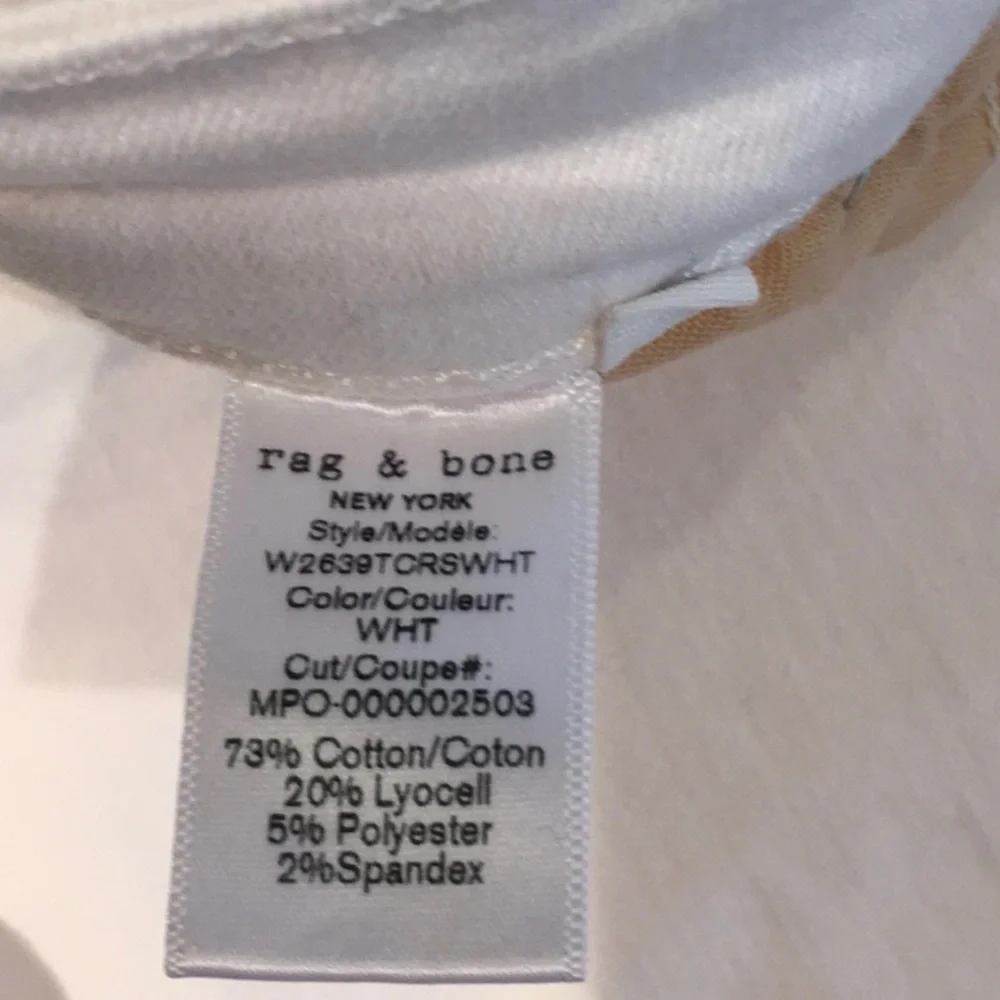 rag & bone
NEW YORK
Style/Modèle:
W2639TCRSWHT
Color/Couleur:
WHT
Cut/Coupe#:
MPO-000002503
73% Cotton/Coton
20% Lyocell
5% Polyester
2%Spandex